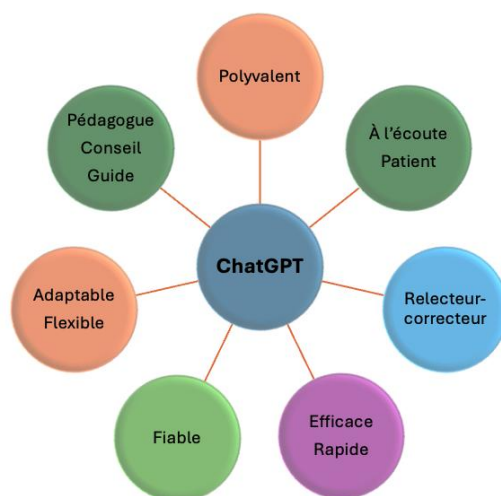 Polyvalent
Pédagogue
Conseil
Guide
À l’écoute
Patient
ChatGPT
Adaptable
Flexible
Relecteur-
correcteur
Fiable
Efficace
Rapide